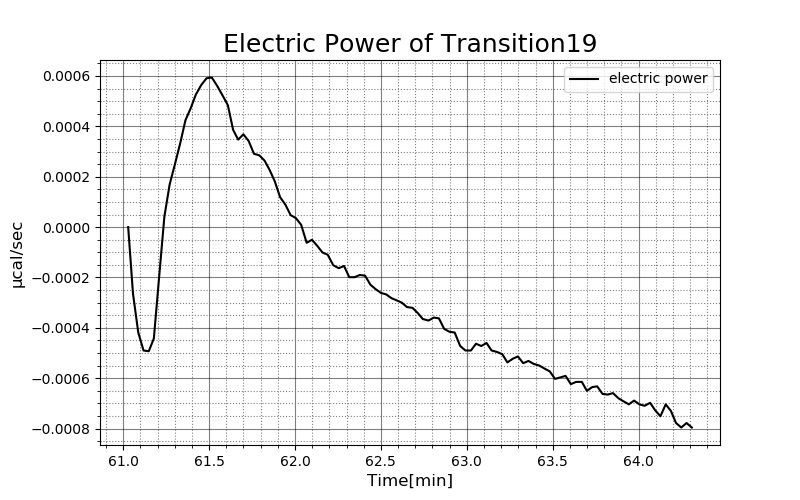 Electric Power of Transition19
electric power
0.0006
0.0004
0.0002
0.0000
−0.0002
−0.0004
−0.0006
−0.0008
μcal/sec
61.0 61.5 62.0 62.5 63.0 63.5 64.0
Time[min]